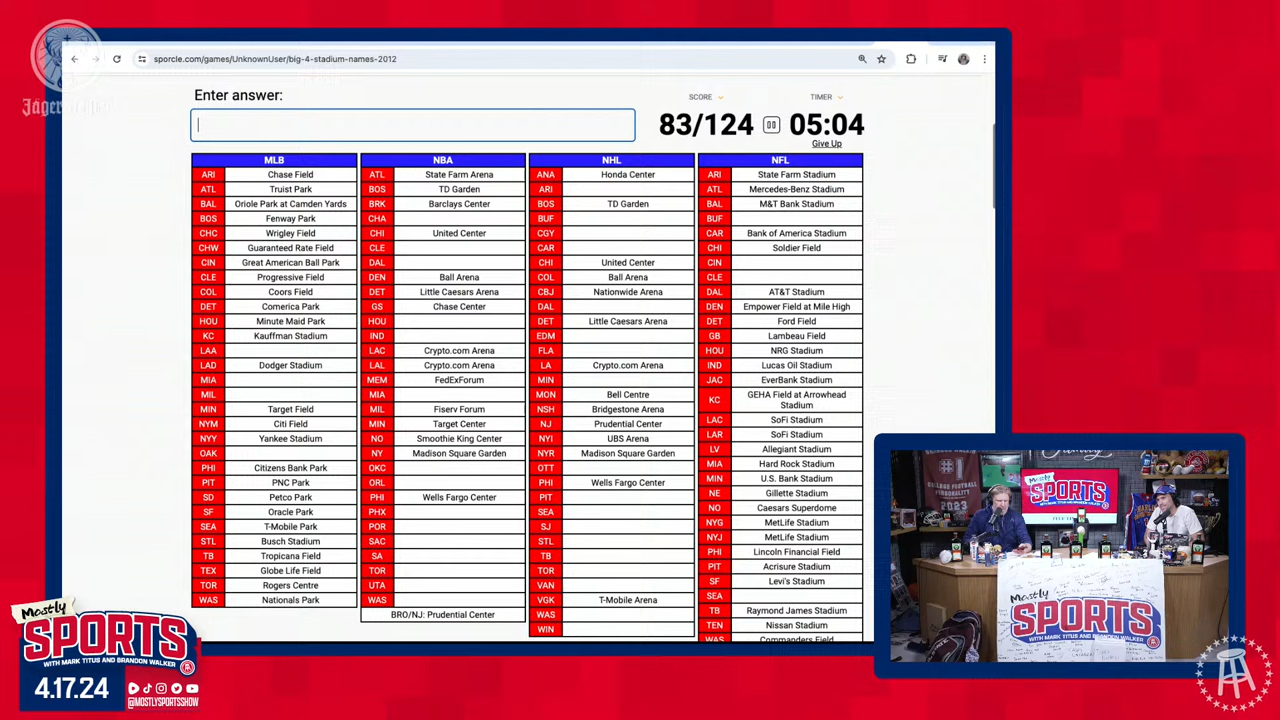 sporcle.com/games/UnknownUser/big-4-stadium-names-2012
Enter answer:
SCORE
TIMER
83/124
05:04
Give Up
MLB NBA NHL NFL
ARI Chase Field ATL State Farm Arena ANA Honda Center ARI State Farm Stadium
ATL Truist Park BOS TD Garden ARI ATL Mercedes-Benz Stadium
BAL Oriole Park at Camden Yards BRK Barclays Center BOS TD Garden BAL M&T Bank Stadium
BOS Fenway Park CHA BUF BUF
CHC Wrigley Field CHI United Center CGY CAR Bank of America Stadium
CHW Guaranteed Rate Field CLE CAR CHI Soldier Field
CIN Great American Ball Park DAL CHI United Center CIN
CLE Progressive Field DEN Ball Arena COL Ball Arena CLE
COL Coors Field DET Little Caesars Arena CBJ Nationwide Arena DAL AT&T Stadium
DET Comerica Park GS Chase Center DAL DEN Empower Field at Mile High
HOU Minute Maid Park HOU DET Little Caesars Arena DET Ford Field
KC Kauffman Stadium IND EDM GB Lambeau Field
LAA LAC Crypto.com Arena FLA HOU NRG Stadium
LAD Dodger Stadium LAL Crypto.com Arena LA Crypto.com Arena IND Lucas Oil Stadium
MIA MEM FedExForum MIN JAC EverBank Stadium
MIL MIA MON Bell Centre KC GEHA Field at Arrowhead Stadium
MIN Target Field MIL Fiserv Forum NSH Bridgestone Arena LAC SoFi Stadium
NYM Citi Field MIN Target Center NJ Prudential Center LAR SoFi Stadium
NYY Yankee Stadium NO Smoothie King Center NYI UBS Arena LV Allegiant Stadium
OAK NY Madison Square Garden NYR Madison Square Garden MIA Hard Rock Stadium
PHI Citizens Bank Park OKC OTT MIN U.S. Bank Stadium
PIT PNC Park ORL PHI Wells Fargo Center NE Gillette Stadium
SD Petco Park PHI Wells Fargo Center PIT NO Caesars Superdome
SF Oracle Park PHX SEA NYG MetLife Stadium
SEA T-Mobile Park POR SJ NYJ MetLife Stadium
STL Busch Stadium SAC STL PHI Lincoln Financial Field
TB Tropicana Field SA TB PIT Acrisure Stadium
TEX Globe Life Field TOR TOR SF Levi's Stadium
TOR Rogers Centre UTA VAN SEA
WAS Nationals Park WAS VGK T-Mobile Arena TB Raymond James Stadium
BRO/NJ: Prudential Center WAS TEN Nissan Stadium
WIN WAS Commanders Field
Mostly
SPORTS
WITH MARK TITUS AND BRANDON WALKER
4.17.24
@MOSTLYSPORTSSHOW
Mostly
SPORTS
2023
Mostly
SPORTS